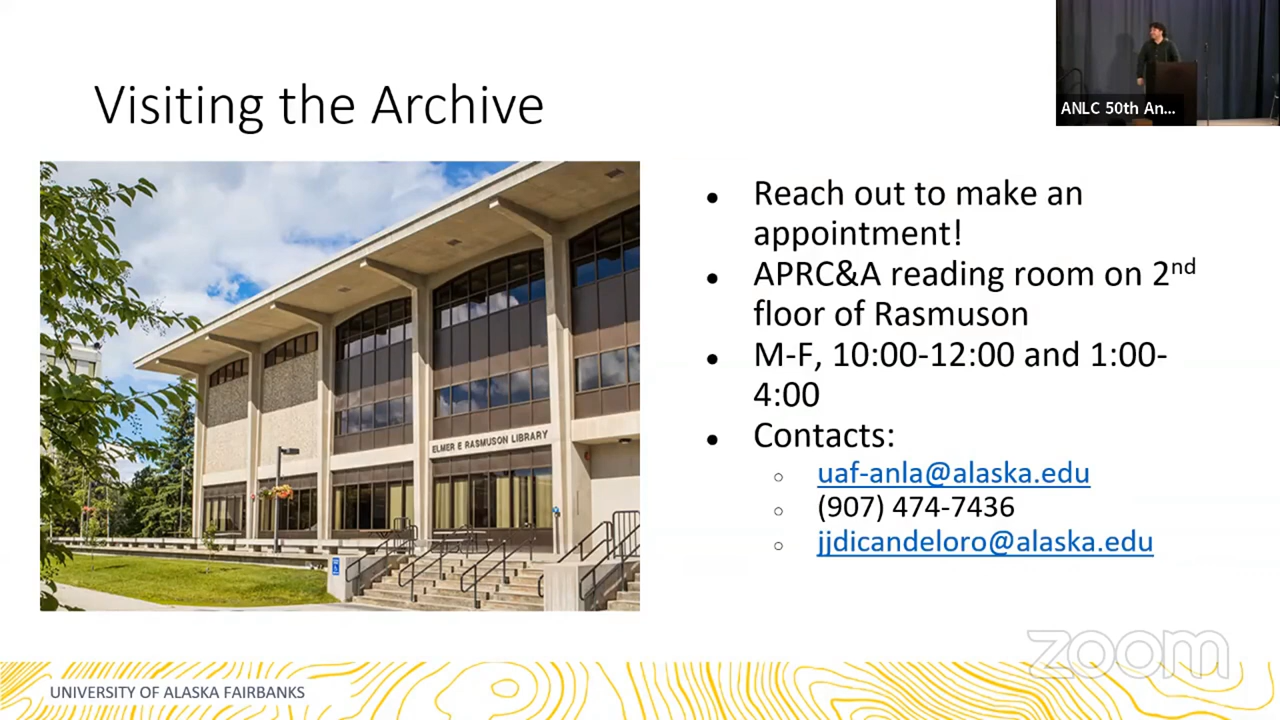 Visiting the Archive
ANLC 50th An...
ELMER E RASMUSON LIBRARY
● Reach out to make an
appointment!
● APRC&A reading room on 2nd
floor of Rasmuson
● M-F, 10:00-12:00 and 1:00-
4:00
● Contacts:
○ uaf-anla@alaska.edu
○ (907) 474-7436
○ jjdicandeloro@alaska.edu
zoom
UNIVERSITY OF ALASKA FAIRBANKS